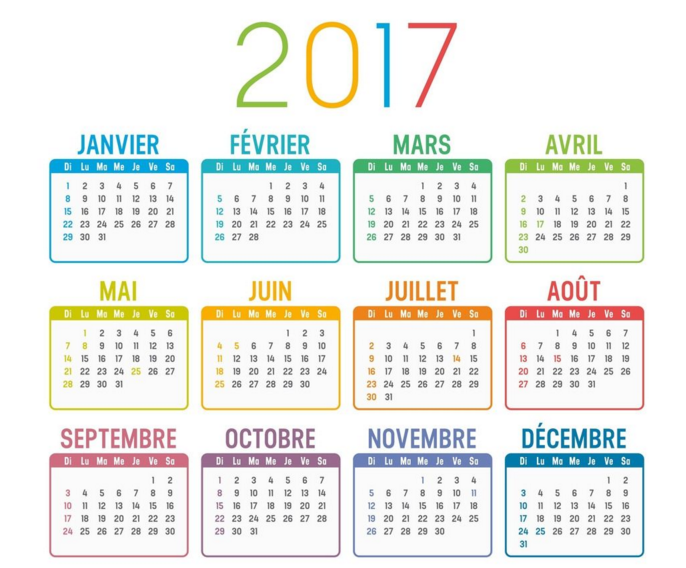 2017
JANVIER
Di Lu Ma Me Je Ve Sa
1 2 3 4 5 6 7
8 9 10 11 12 13 14
15 16 17 18 19 20 21
22 23 24 25 26 27 28
29 30 31
FÉVRIER
Di Lu Ma Me Je Ve Sa
1 2 3 4
5 6 7 8 9 10 11
12 13 14 15 16 17 18
19 20 21 22 23 24 25
26 27 28
MARS
Di Lu Ma Me Je Ve Sa
1 2 3 4
5 6 7 8 9 10 11
12 13 14 15 16 17 18
19 20 21 22 23 24 25
26 27 28 29 30 31
AVRIL
Di Lu Ma Me Je Ve Sa
1
2 3 4 5 6 7 8
9 10 11 12 13 14 15
16 17 18 19 20 21 22
23 24 25 26 27 28 29
30
MAI
Di Lu Ma Me Je Ve Sa
1 2 3 4 5 6
7 8 9 10 11 12 13
14 15 16 17 18 19 20
21 22 23 24 25 26 27
28 29 30 31
JUIN
Di Lu Ma Me Je Ve Sa
1 2 3
4 5 6 7 8 9 10
11 12 13 14 15 16 17
18 19 20 21 22 23 24
25 26 27 28 29 30
JUILLET
Di Lu Ma Me Je Ve Sa
1
2 3 4 5 6 7 8
9 10 11 12 13 14 15
16 17 18 19 20 21 22
23 24 25 26 27 28 29
30 31
AOÛT
Di Lu Ma Me Je Ve Sa
1 2 3 4 5
6 7 8 9 10 11 12
13 14 15 16 17 18 19
20 21 22 23 24 25 26
27 28 29 30 31
SEPTEMBRE
Di Lu Ma Me Je Ve Sa
1 2
3 4 5 6 7 8 9
10 11 12 13 14 15 16
17 18 19 20 21 22 23
24 25 26 27 28 29 30
OCTOBRE
Di Lu Ma Me Je Ve Sa
1 2 3 4 5 6 7
8 9 10 11 12 13 14
15 16 17 18 19 20 21
22 23 24 25 26 27 28
29 30 31
NOVEMBRE
Di Lu Ma Me Je Ve Sa
1 2 3 4
5 6 7 8 9 10 11
12 13 14 15 16 17 18
19 20 21 22 23 24 25
26 27 28 29 30
DÉCEMBRE
Di Lu Ma Me Je Ve Sa
1 2
3 4 5 6 7 8 9
10 11 12 13 14 15 16
17 18 19 20 21 22 23
24 25 26 27 28 29 30
31